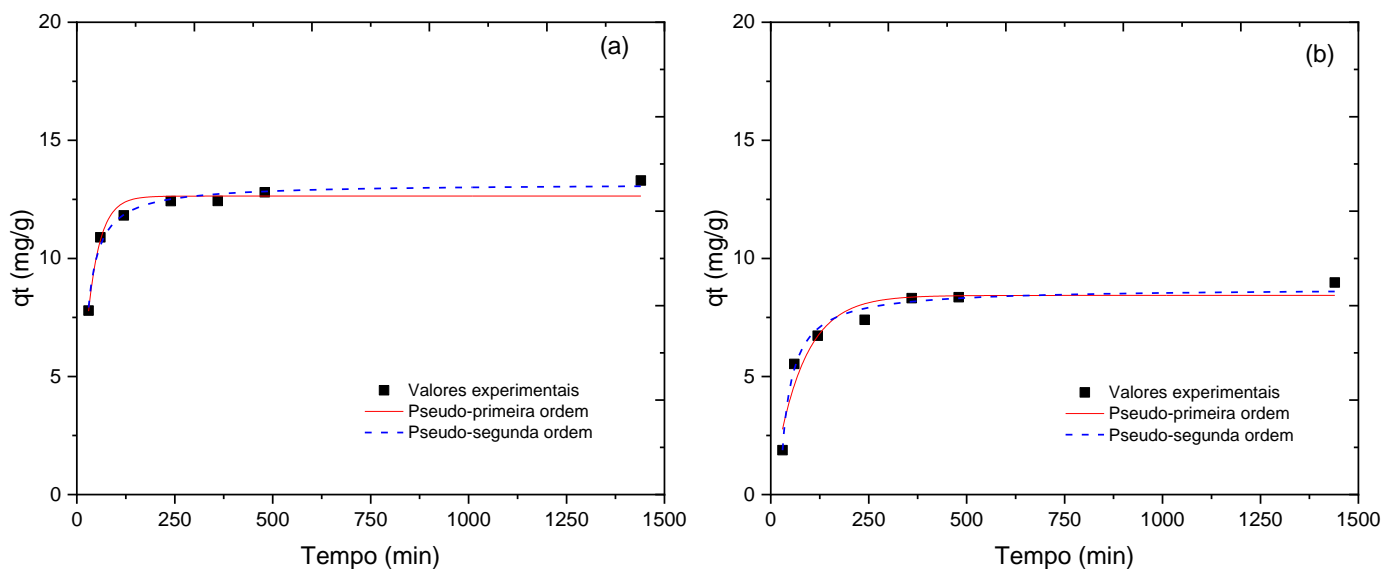 (a)
20
15
10
5
0
qt (mg/g)
Valores experimentais
Pseudo-primeira ordem
Pseudo-segunda ordem
0 250 500 750 1000 1250 1500
Tempo (min)
(b)
20
15
10
5
0
qt (mg/g)
Valores experimentais
Pseudo-primeira ordem
Pseudo-segunda ordem
0 250 500 750 1000 1250 1500
Tempo (min)